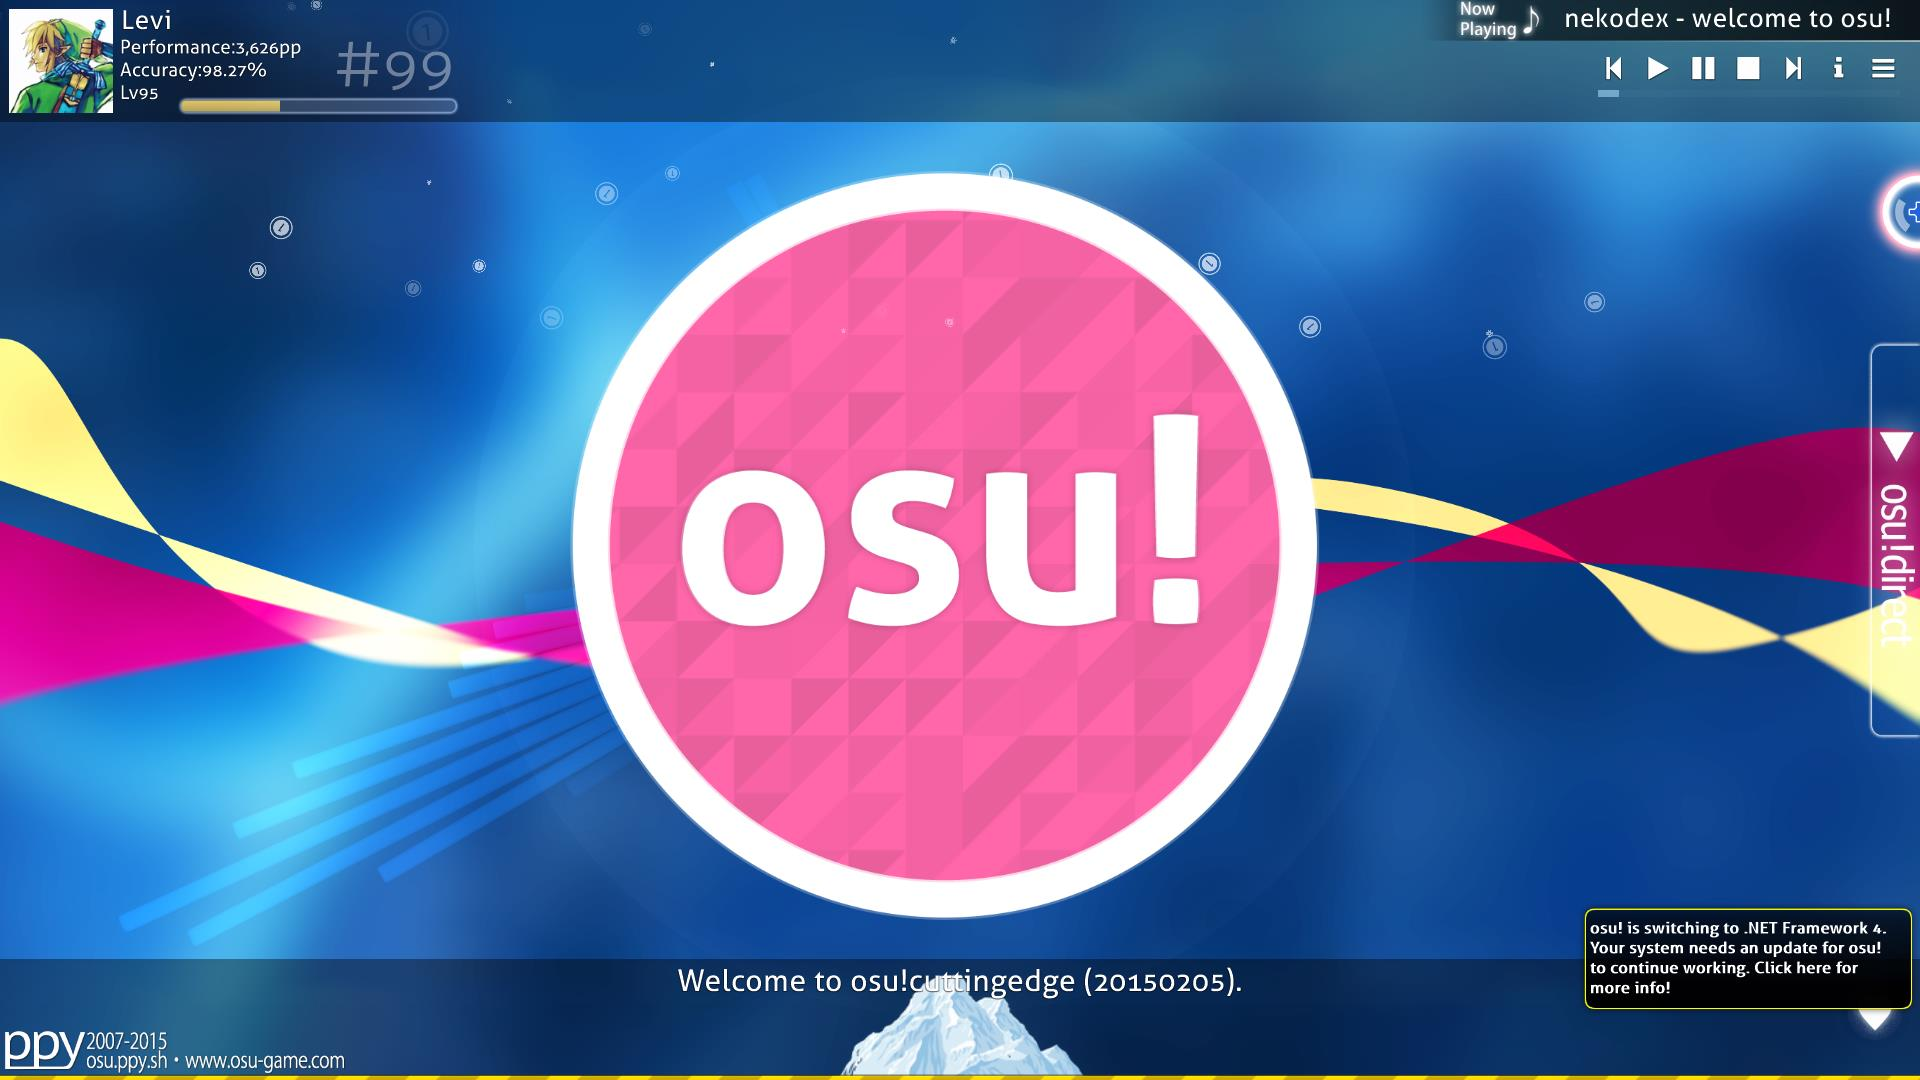 Levi
Performance:3,626pp
Accuracy:98.27%
Lv95
#99
Now
Playing
nekodex - welcome to osu!
osu!
osu!direct
osu! is switching to .NET Framework 4.
Your system needs an update for osu!
to continue working. Click here for
more info!
Welcome to osu!cuttingedge (20150205).
ppy 2007-2015
osu.ppy.sh • www.osu-game.com